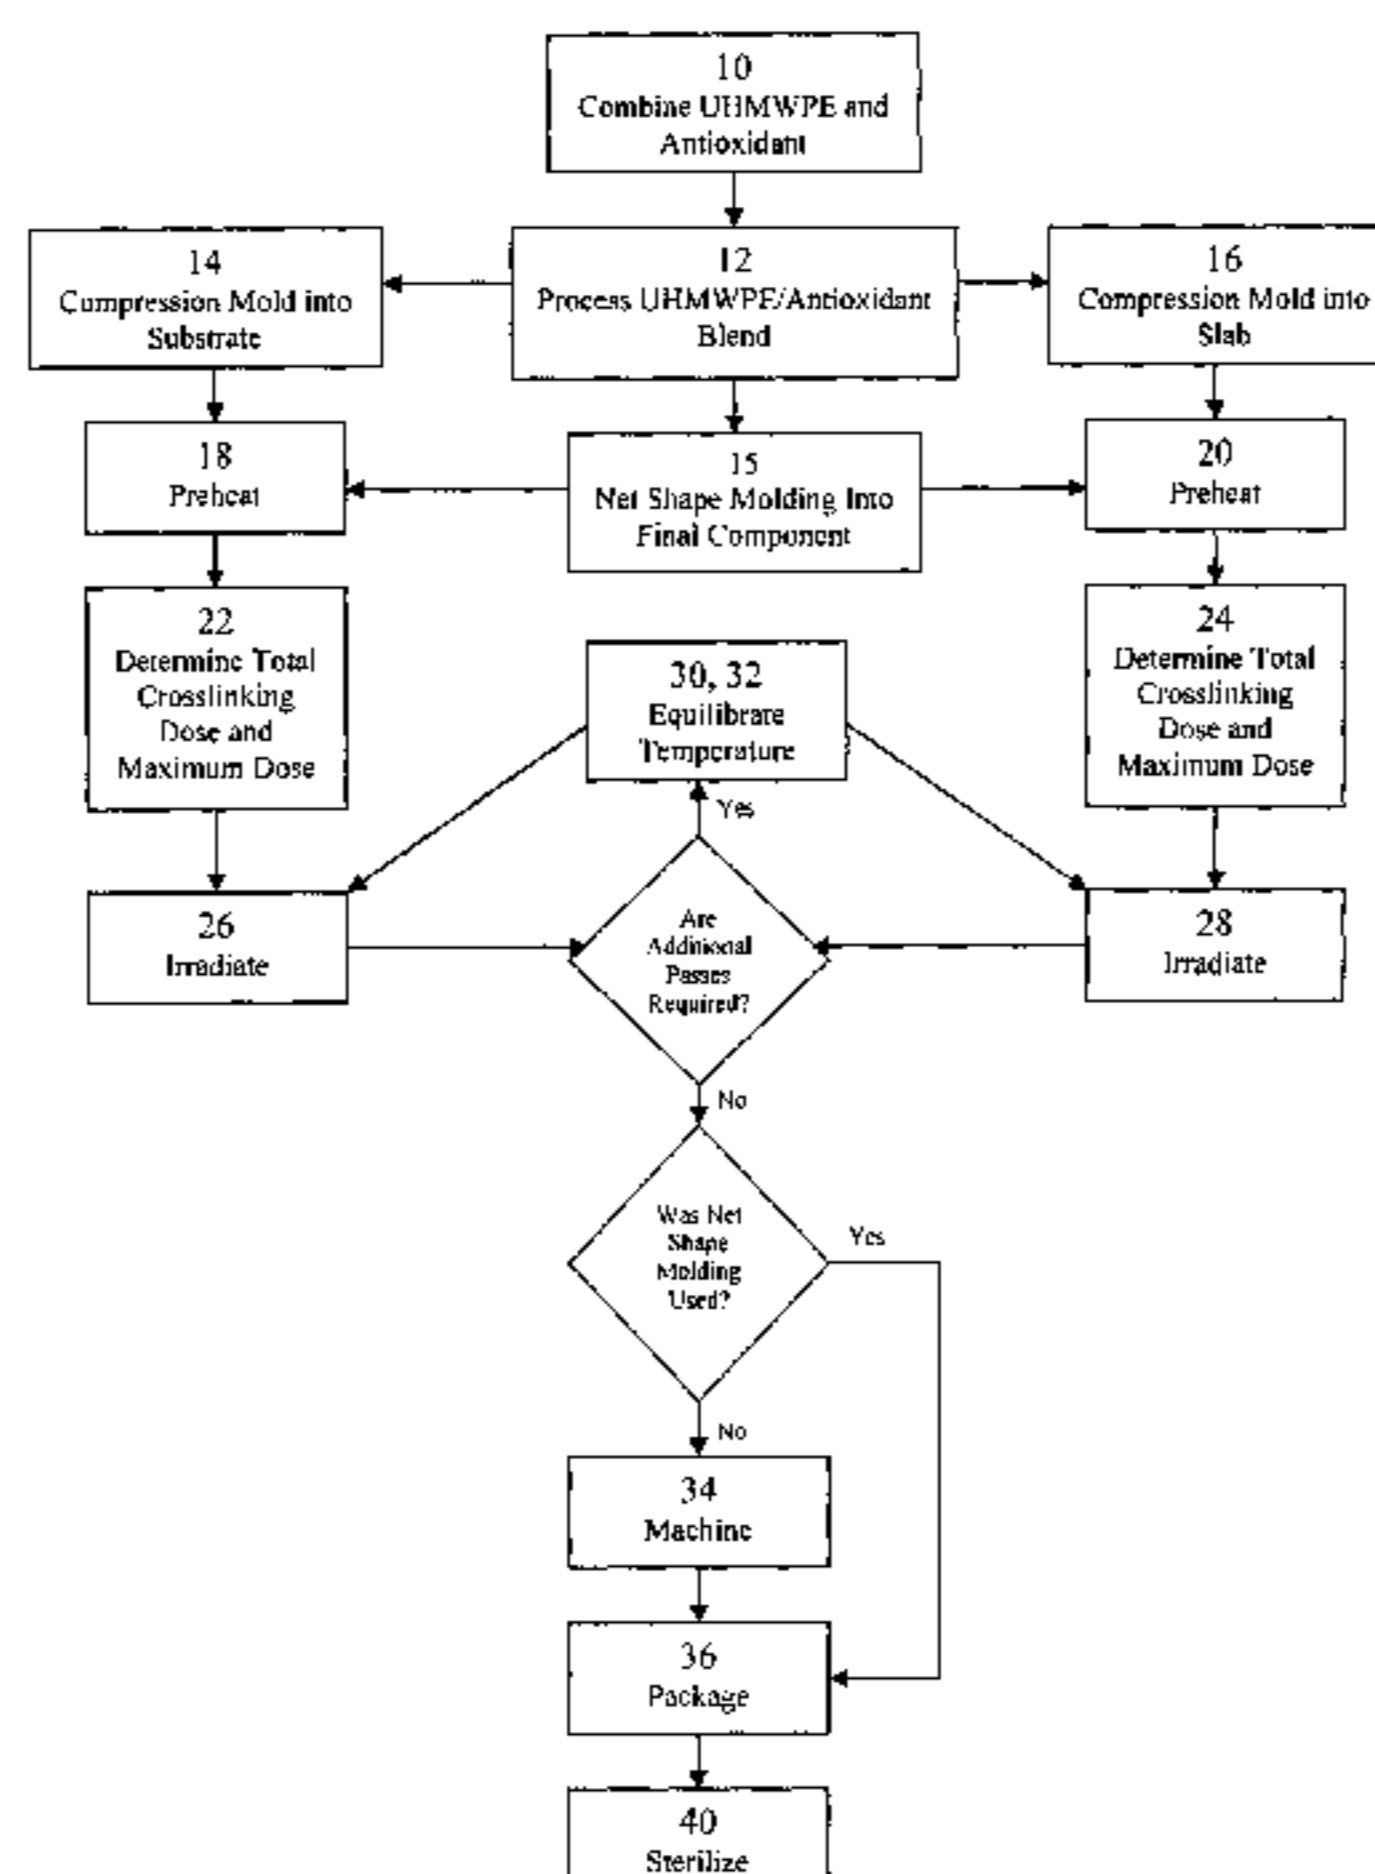 10
Combine UHMWPE and
Antioxidant
14
Compression Mold into
Substrate
12
Process UHMWPE/Antioxidant
Blend
16
Compression Mold into
Slab
18
Preheat
15
Net Shape Molding Into
Final Component
20
Preheat
22
Determine Total
Crosslinking
Dose and
Maximum Dose
30, 32
Equilibrate
Temperature
24
Determine Total
Crosslinking
Dose and
Maximum Dose
Yes
26
Irradiate
Are
Additional
Passes
Required?
28
Irradiate
No
Was Net
Shape
Molding
Used?
Yes
No
34
Machine
36
Package
40
Sterilize